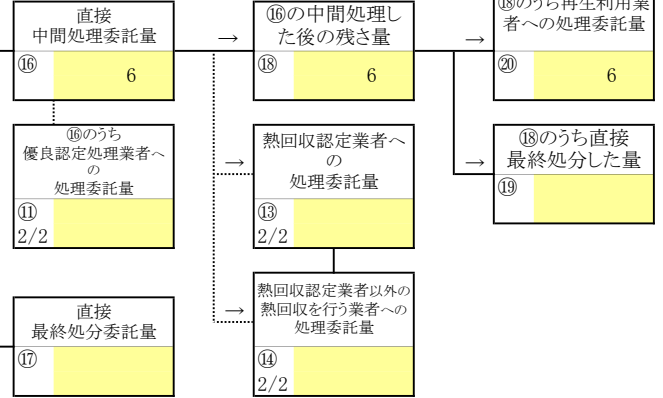 直接
中間処理委託量
⑯
6
→
⑯の中間処理し
た後の残さ量
⑱
6
→
⑱のうち再生利用業
者への処理委託量
⑳
6
⑯のうち
優良認定処理業者へ
の
処理委託量
⑪
2/2
→
熱回収認定業者へ
の
処理委託量
⑬
2/2
→
⑱のうち直接
最終処分した量
⑲
直接
最終処分委託量
⑰
→
熱回収認定業者以外の
熱回収を行う業者への
処理委託量
⑭
2/2